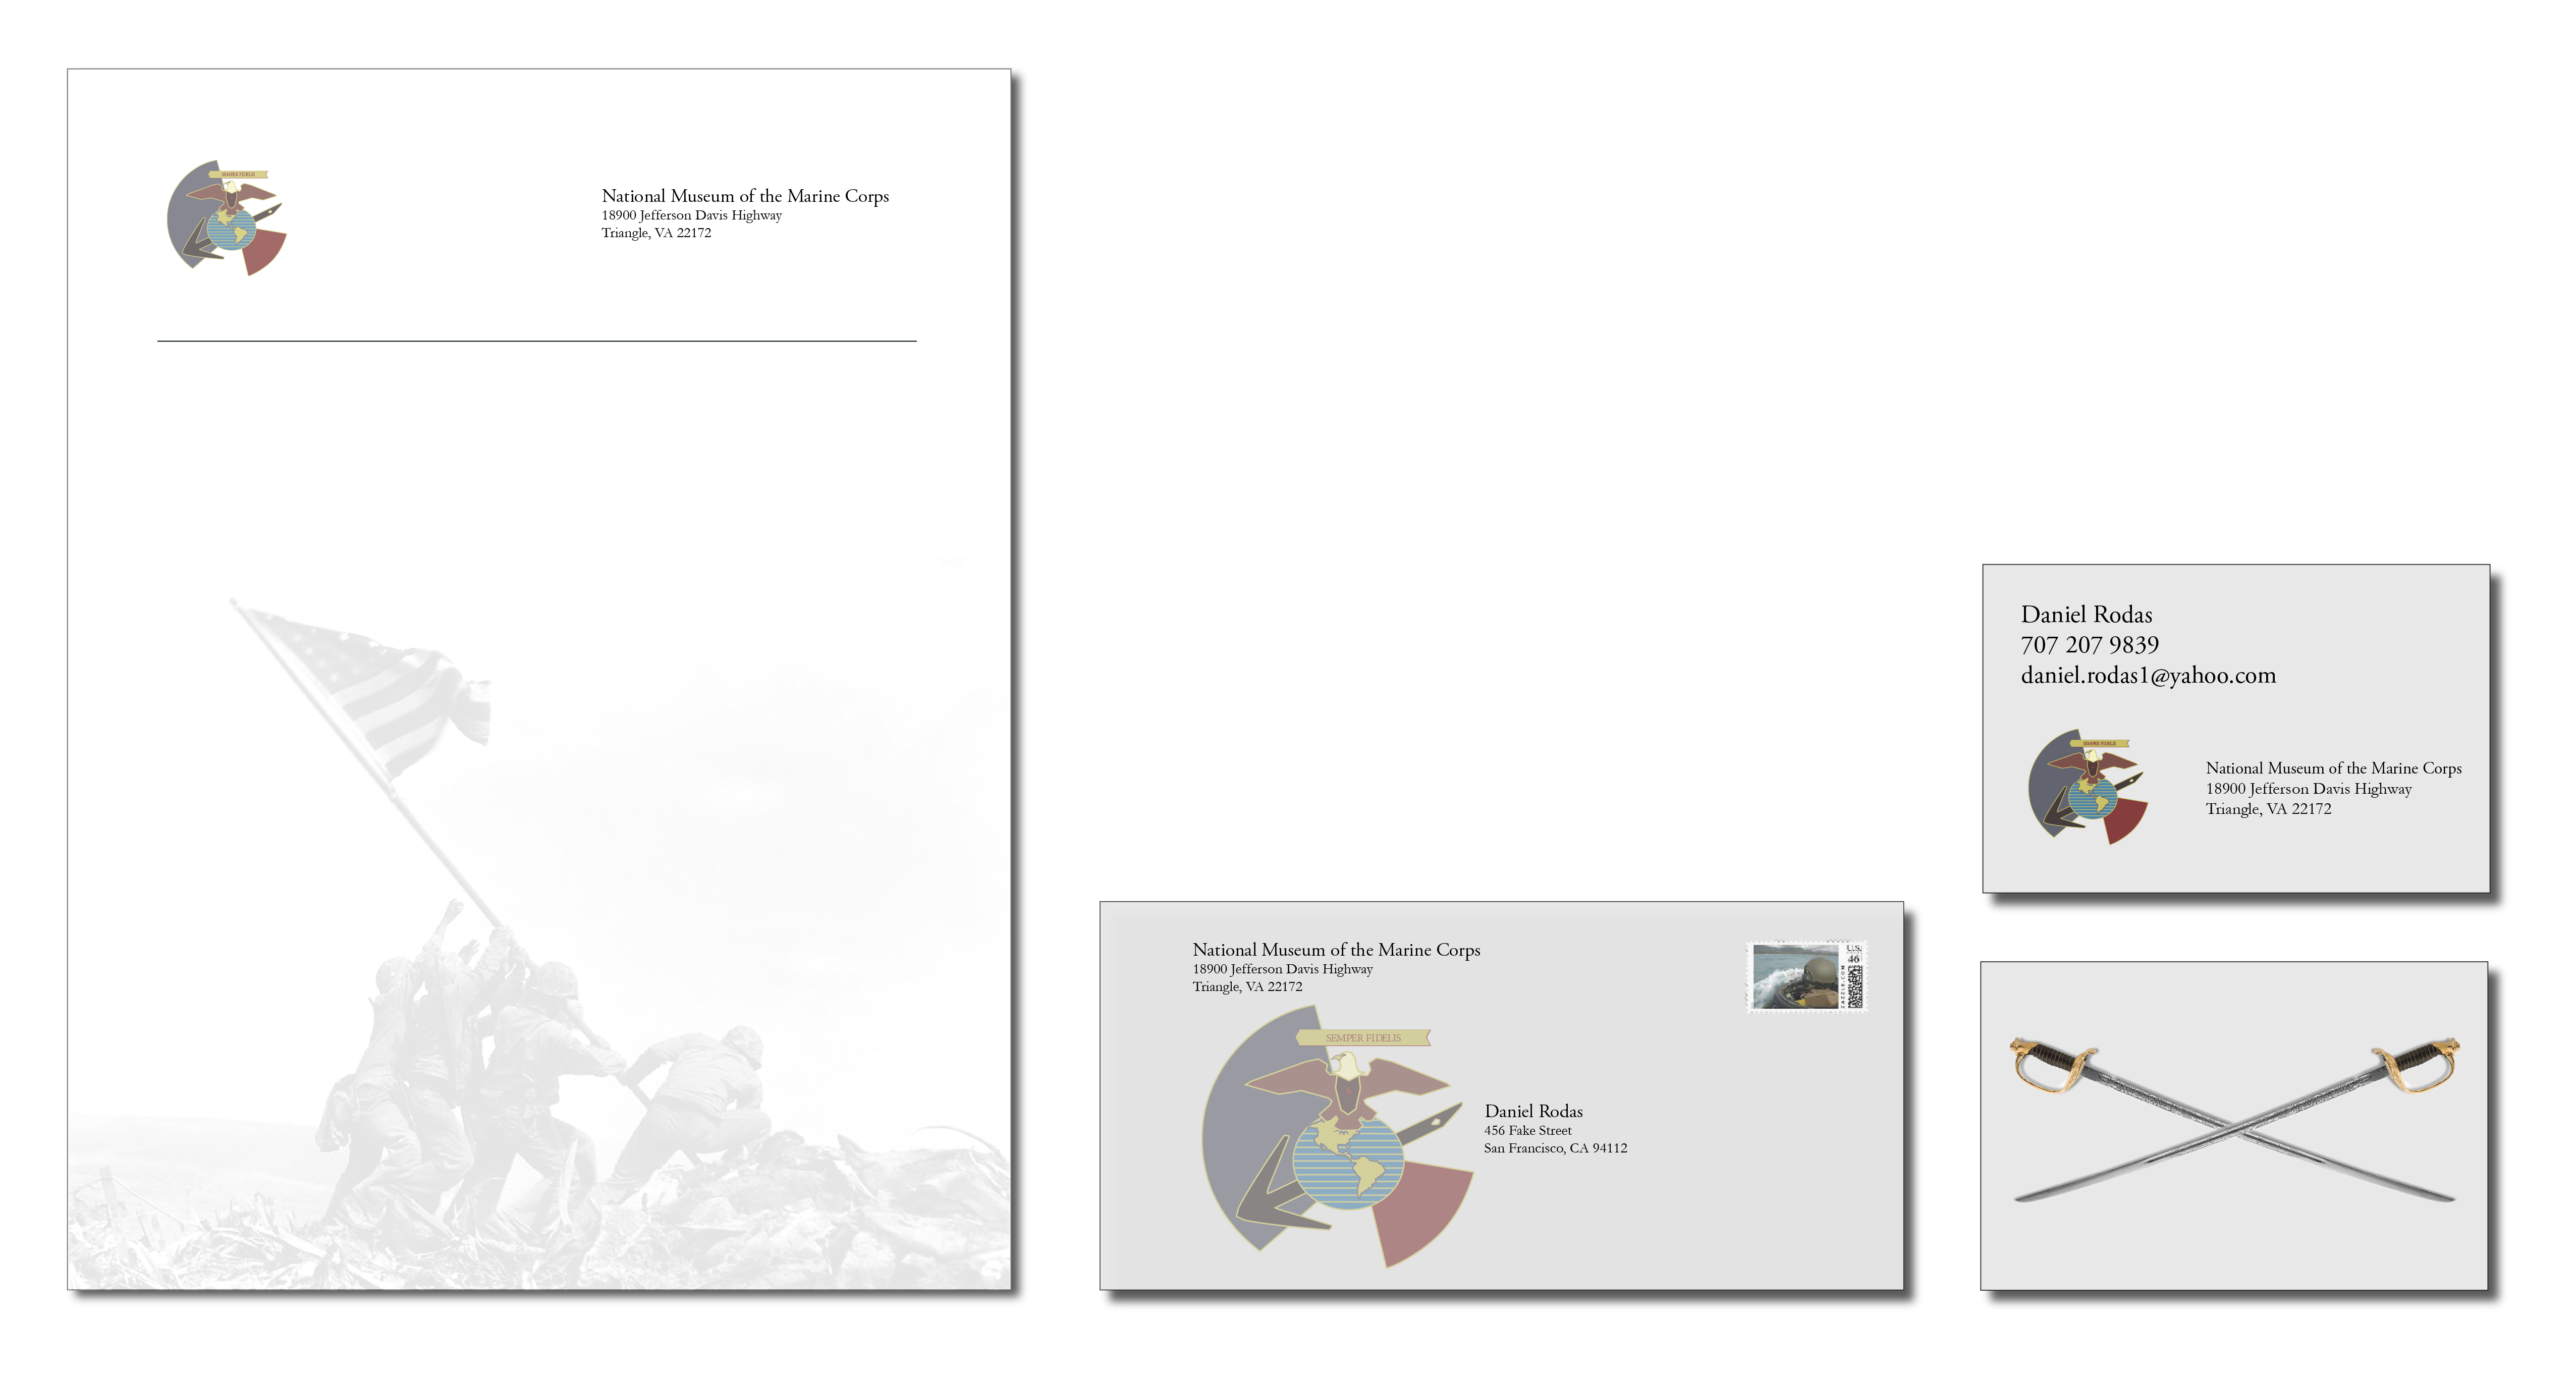 SEMPER FIDELIS
National Museum of the Marine Corps
18900 Jefferson Davis Highway
Triangle, VA 22172
National Museum of the Marine Corps
18900 Jefferson Davis Highway
Triangle, VA 22172
U.S.
46
ZAZZLE.COM
SEMPER FIDELIS
Daniel Rodas
456 Fake Street
San Francisco, CA 94112
Daniel Rodas
707 207 9839
daniel.rodas1@yahoo.com
SEMPER FIDELIS
National Museum of the Marine Corps
18900 Jefferson Davis Highway
Triangle, VA 22172